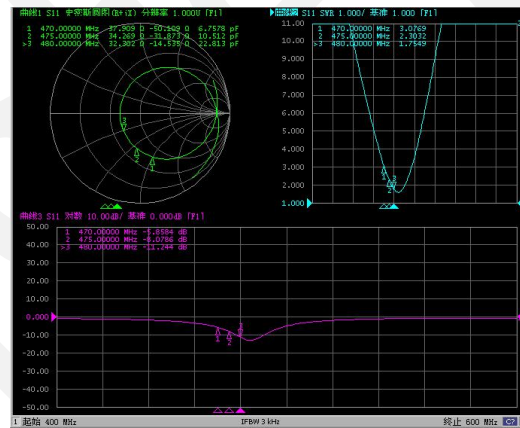 曲線1 S11 史密斯圓圖(R+jX) 分辨率 1.000U [F1]
1 470.00000 MHz 37.909 Ω -50.109 Ω 6.7578 pF
2 475.00000 MHz 34.269 Ω -31.873 Ω 10.512 pF
>3 480.00000 MHz 32.302 Ω -14.535 Ω 22.813 pF
S11 SWR 1.000/ 基准 1.000 [F1]
1 470.00000 MHz 3.0769
2 475.00000 MHz 2.3032
>3 480.00000 MHz 1.7549
11.00
10.00
9.000
8.000
7.000
6.000
5.000
4.000
3.000
2.000
1.000
曲線3 S11 对数 10.00dB/ 基准 0.000dB [F1]
1 470.00000 MHz -5.8584 dB
2 475.00000 MHz -8.0786 dB
>3 480.00000 MHz -11.244 dB
50.00
40.00
30.00
20.00
10.00
0.000
-10.00
-20.00
-30.00
-40.00
-50.00
1 起始 400 MHz
IFBW 3 kHz
终止 600 MHz
C?